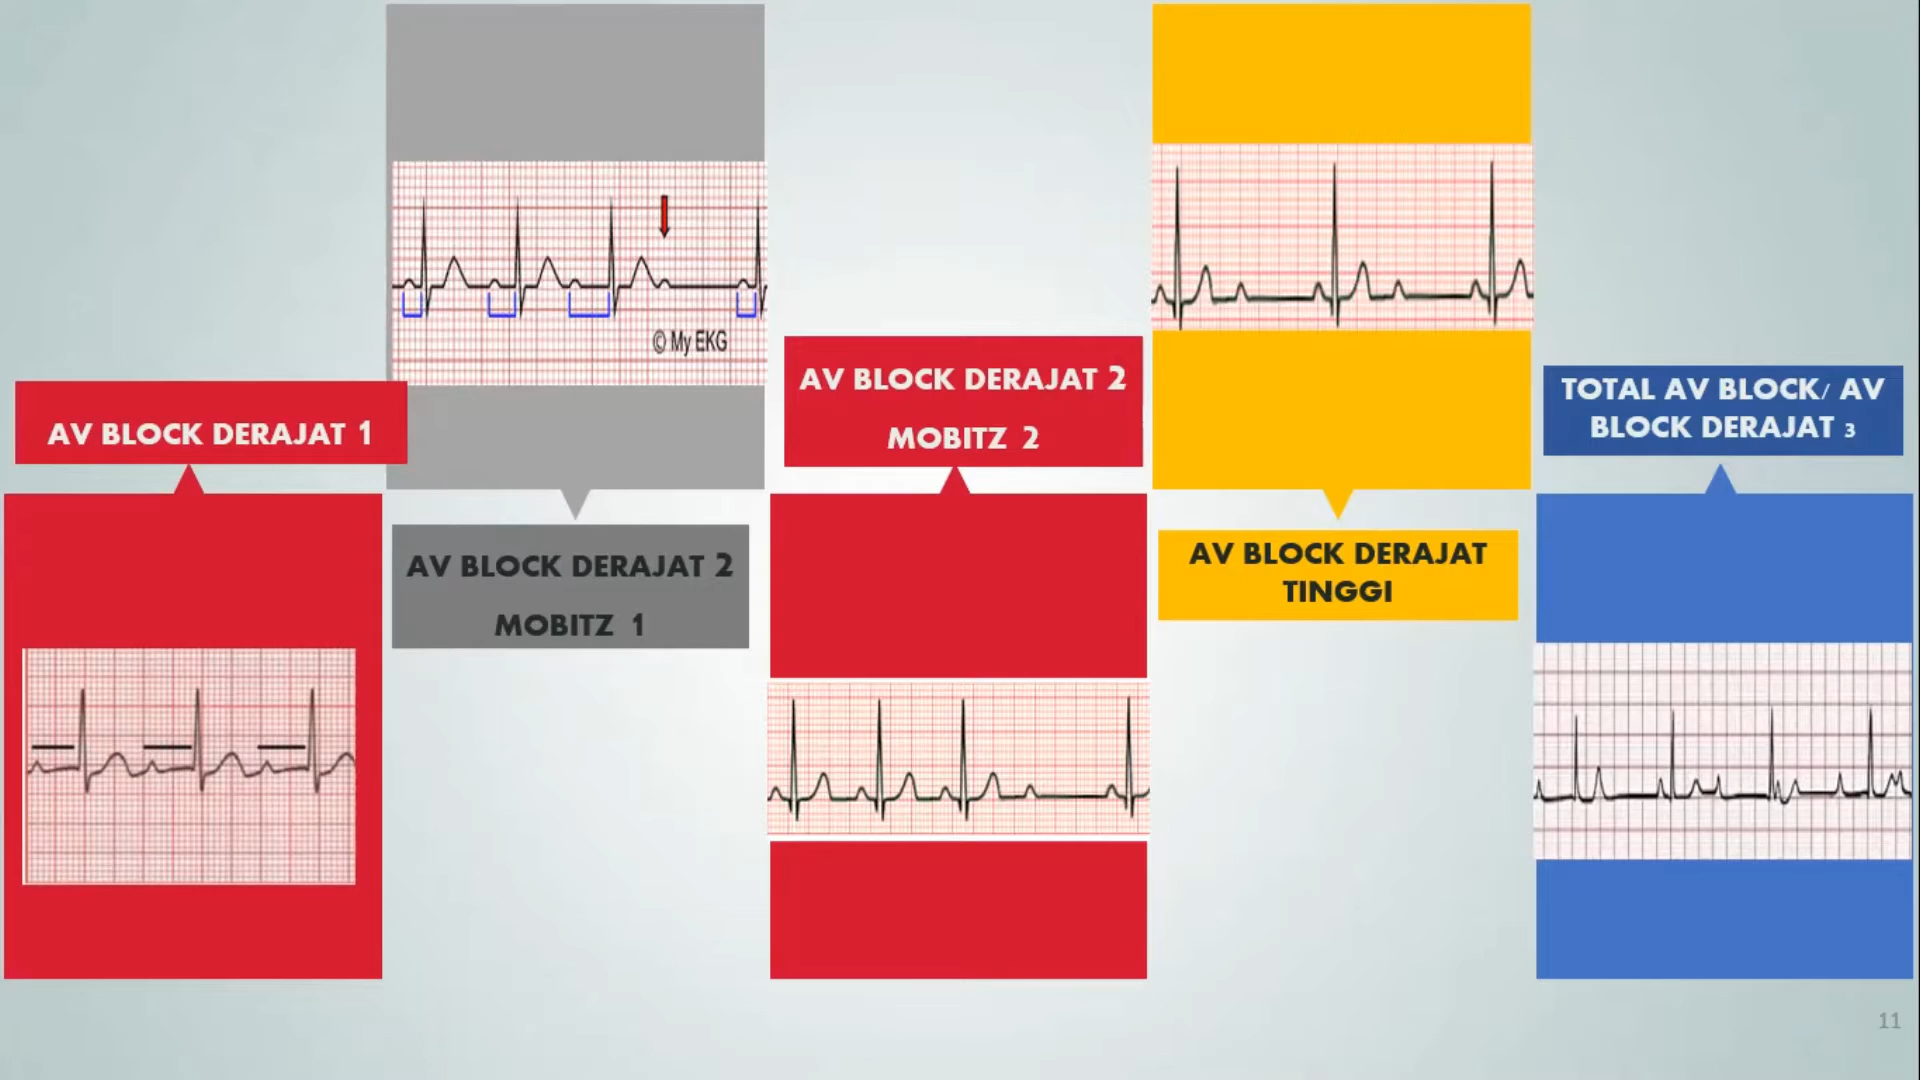 © My EKG
AV BLOCK DERAJAT 1
AV BLOCK DERAJAT 2
MOBITZ 1
AV BLOCK DERAJAT 2
MOBITZ 2
AV BLOCK DERAJAT
TINGGI
TOTAL AV BLOCK/ AV
BLOCK DERAJAT 3
11